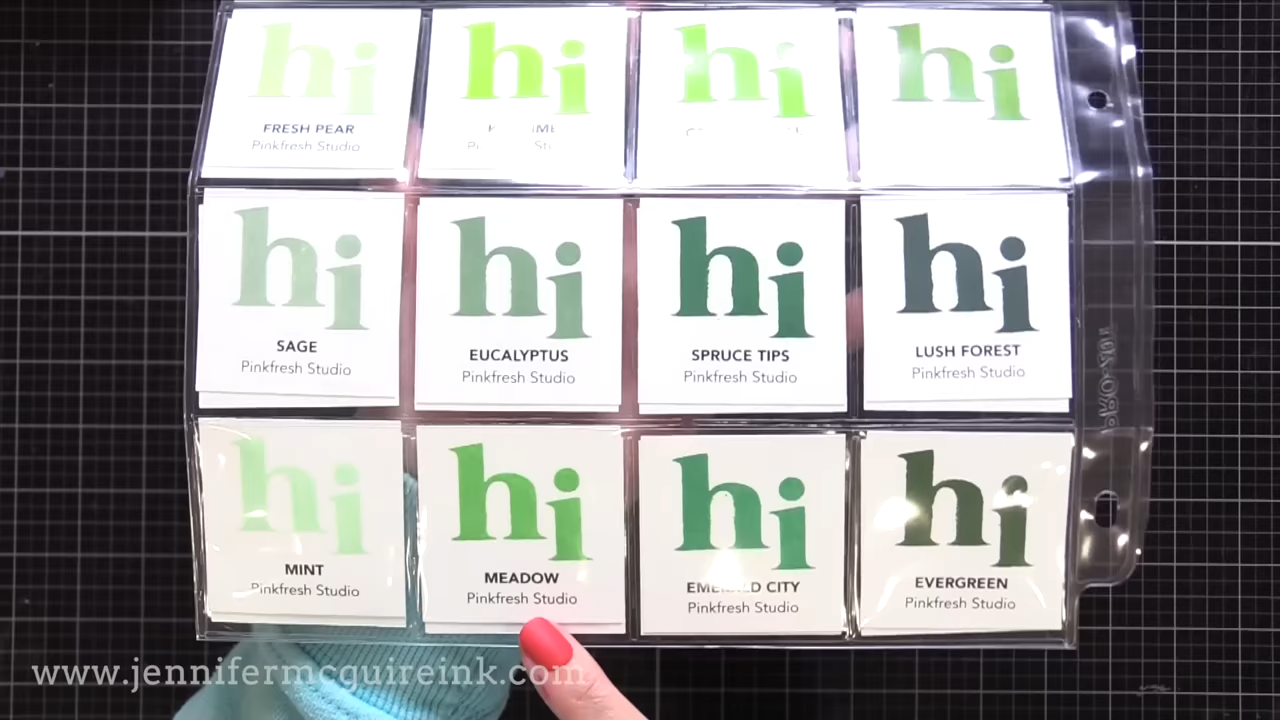 hi hi hi hi
FRESH PEAR
Pinkfresh Studio
hi hi hi hi
SAGE EUCALYPTUS SPRUCE TIPS LUSH FOREST
Pinkfresh Studio Pinkfresh Studio Pinkfresh Studio Pinkfresh Studio
hi hi hi hi
MINT MEADOW EMERALD CITY EVERGREEN
Pinkfresh Studio Pinkfresh Studio Pinkfresh Studio Pinkfresh Studio
www.jennifermcguireink.com